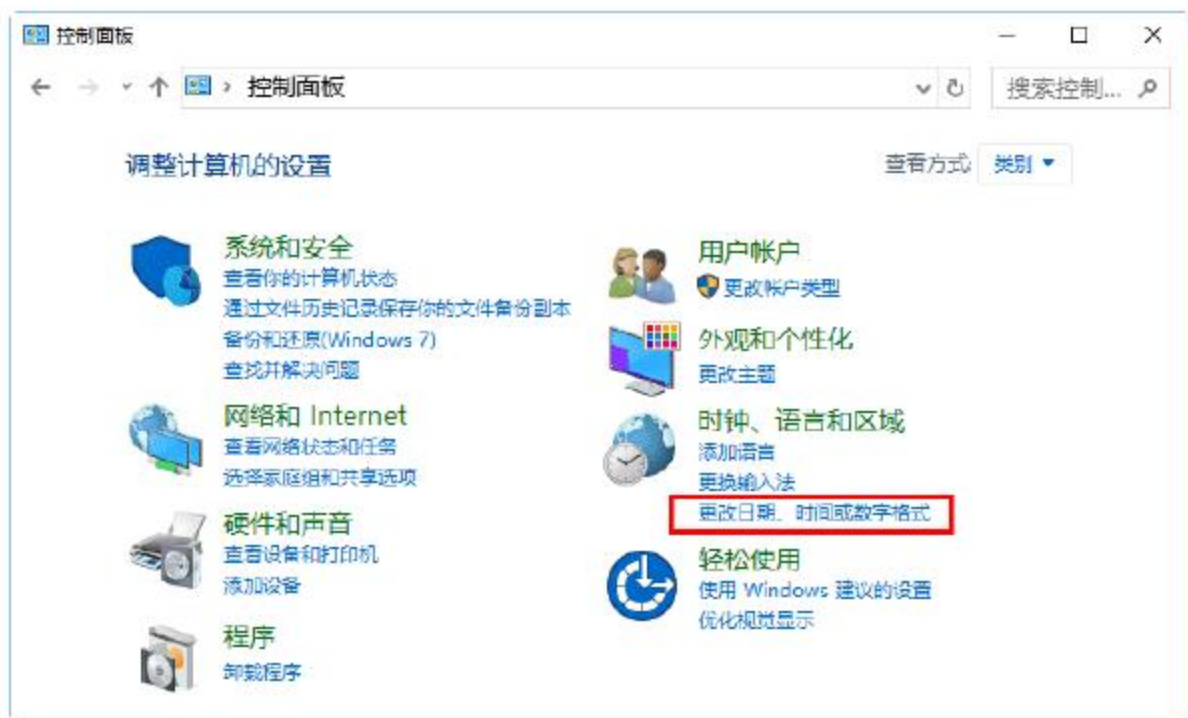 控制面板
控制面板
搜索控制...
调整计算机的设置
查看方式:
类别
系统和安全
查看你的计算机状态
通过文件历史记录保存你的文件备份副本
备份和还原(Windows 7)
查找并解决问题
网络和 Internet
查看网络状态和任务
选择家庭组和共享选项
硬件和声音
查看设备和打印机
添加设备
程序
卸载程序
用户帐户
更改帐户类型
外观和个性化
更改主题
时钟、语言和区域
添加语言
更换输入法
更改日期、时间或数字格式
轻松使用
使用 Windows 建议的设置
优化视觉显示